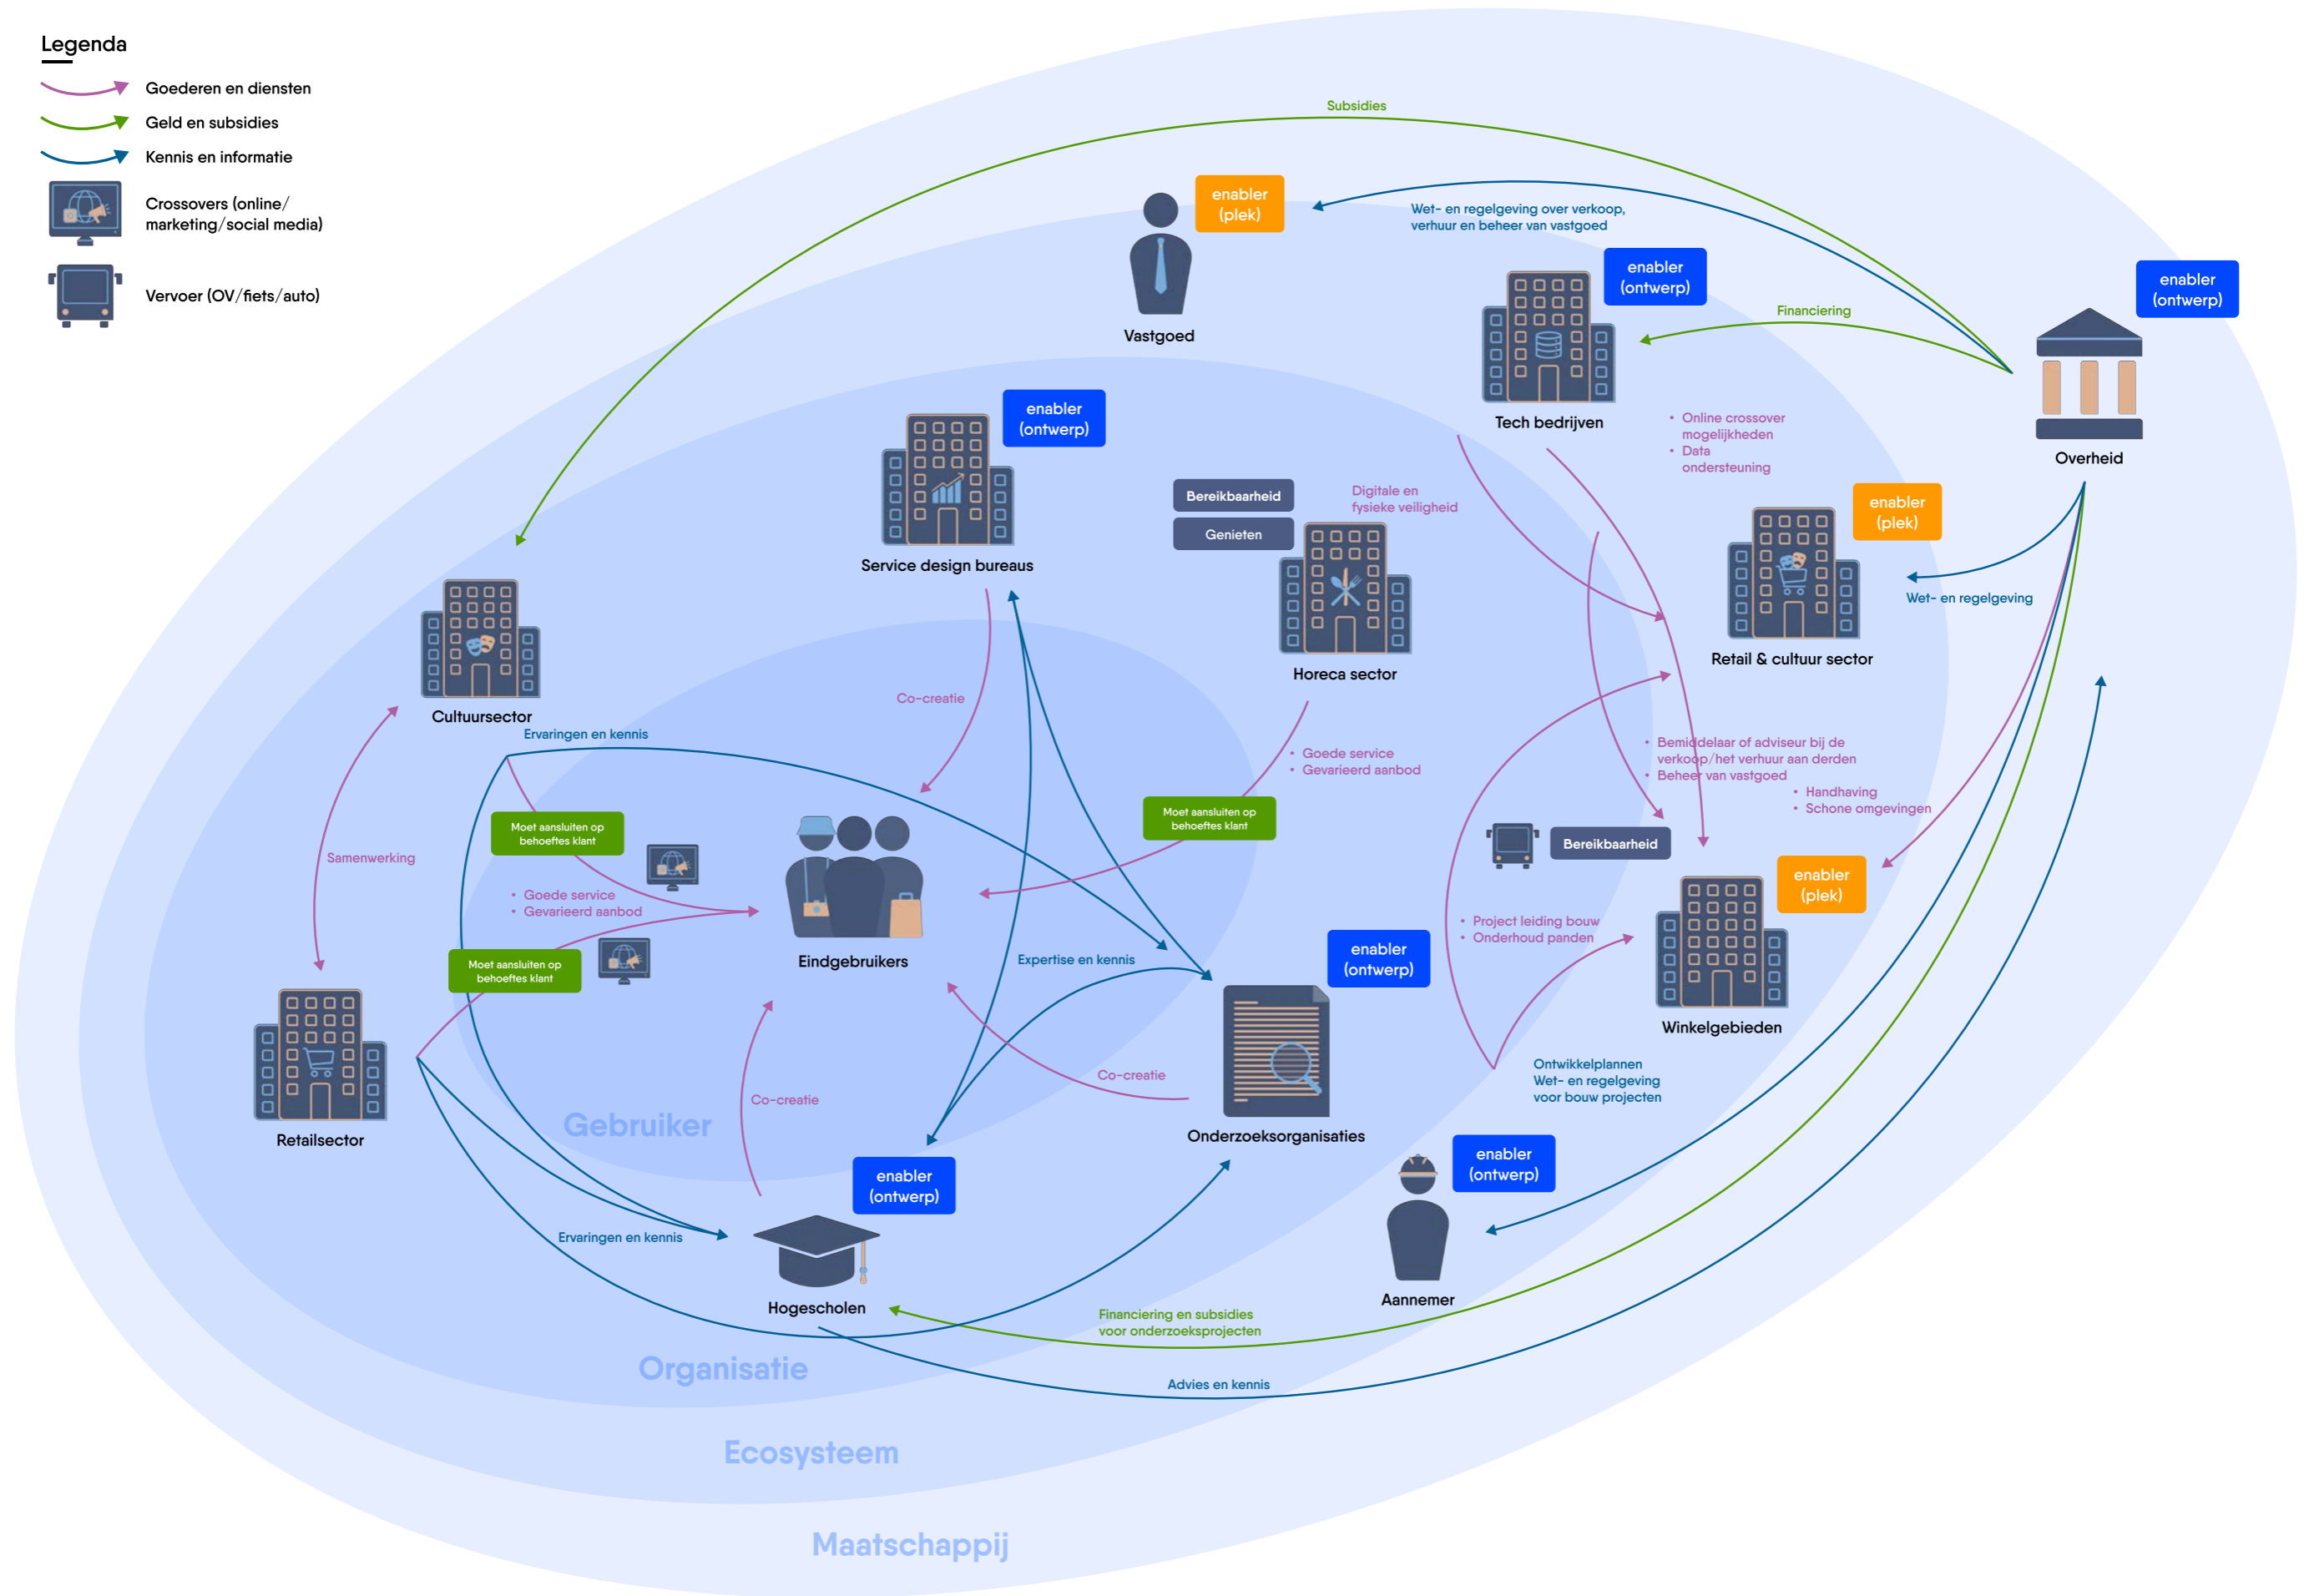 Legenda
Goederen en diensten
Geld en subsidies
Kennis en informatie
Crossovers (online/
marketing/social media)
Vervoer (OV/fiets/auto)
Subsidies
enabler
(plek)
Wet- en regelgeving over verkoop,
verhuur en beheer van vastgoed
Vastgoed
enabler
(ontwerp)
enabler
(ontwerp)
Financiering
Tech bedrijven
Overheid
• Online crossover
mogelijkheden
• Data
ondersteuning
enabler
(ontwerp)
Service design bureaus
Bereikbaarheid
Genieten
Digitale en
fysieke veiligheid
Horeca sector
enabler
(plek)
Wet- en regelgeving
Retail & cultuur sector
Cultuursector
Ervaringen en kennis
Co-creatie
• Goede service
• Gevarieerd aanbod
• Bemiddelaar of adviseur bij de
verkoop/het verhuur aan derden
• Beheer van vastgoed
• Handhaving
• Schone omgevingen
Moet aansluiten op
behoeftes klant
Moet aansluiten op
behoeftes klant
Bereikbaarheid
Samenwerking
• Goede service
• Gevarieerd aanbod
enabler
(plek)
• Project leiding bouw
• Onderhoud panden
Moet aansluiten op
behoeftes klant
Eindgebruikers
Expertise en kennis
enabler
(ontwerp)
Winkelgebieden
Ontwikkelplannen
Wet- en regelgeving
voor bouw projecten
Co-creatie
Co-creatie
Gebruiker
Retailsector
Onderzoeksorganisaties
enabler
(ontwerp)
enabler
(ontwerp)
Ervaringen en kennis
Hogescholen
Aannemer
Financiering en subsidies
voor onderzoeksprojecten
Organisatie
Advies en kennis
Ecosysteem
Maatschappij